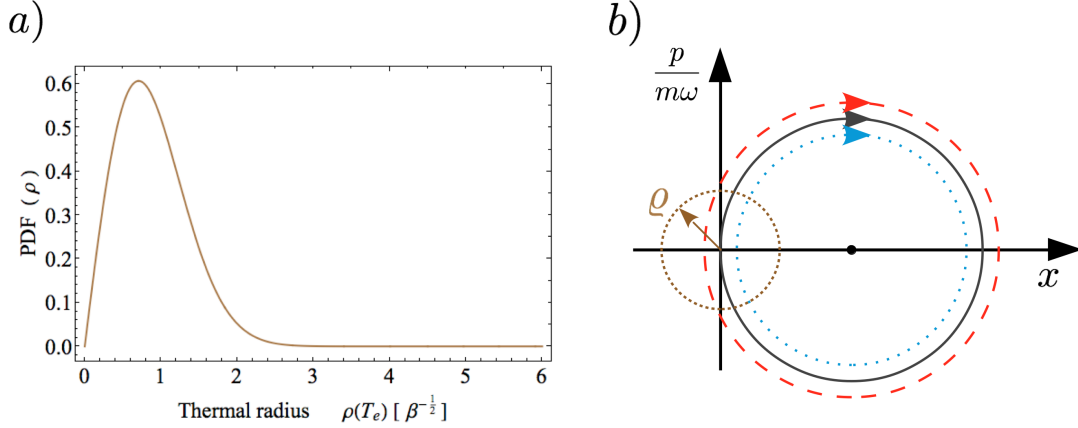 a)
PDF (ρ)
0.6
0.5
0.4
0.3
0.2
0.1
0.0
0 1 2 3 4 5 6
Thermal radius ρ(Tₑ) [ β^{-1/2} ]
b)
p
mω
ϱ
x